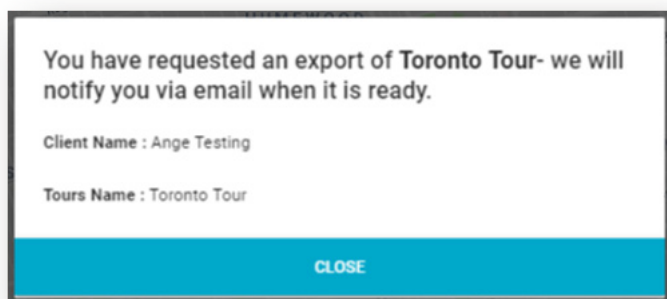 You have requested an export of Toronto Tour- we will
notify you via email when it is ready.
Client Name : Ange Testing
Tours Name : Toronto Tour
CLOSE